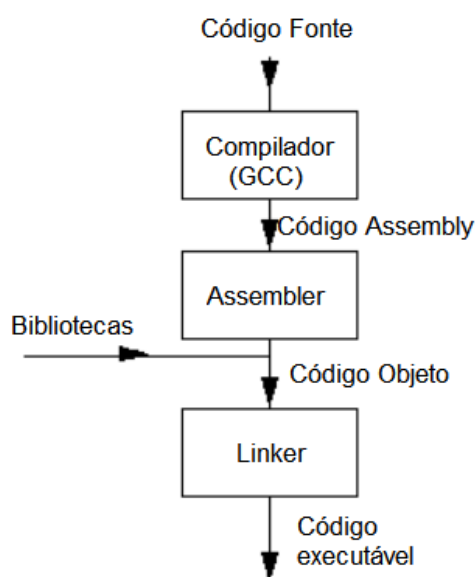 Código Fonte
Compilador
(GCC)
Código Assembly
Assembler
Bibliotecas
Código Objeto
Linker
Código
executável